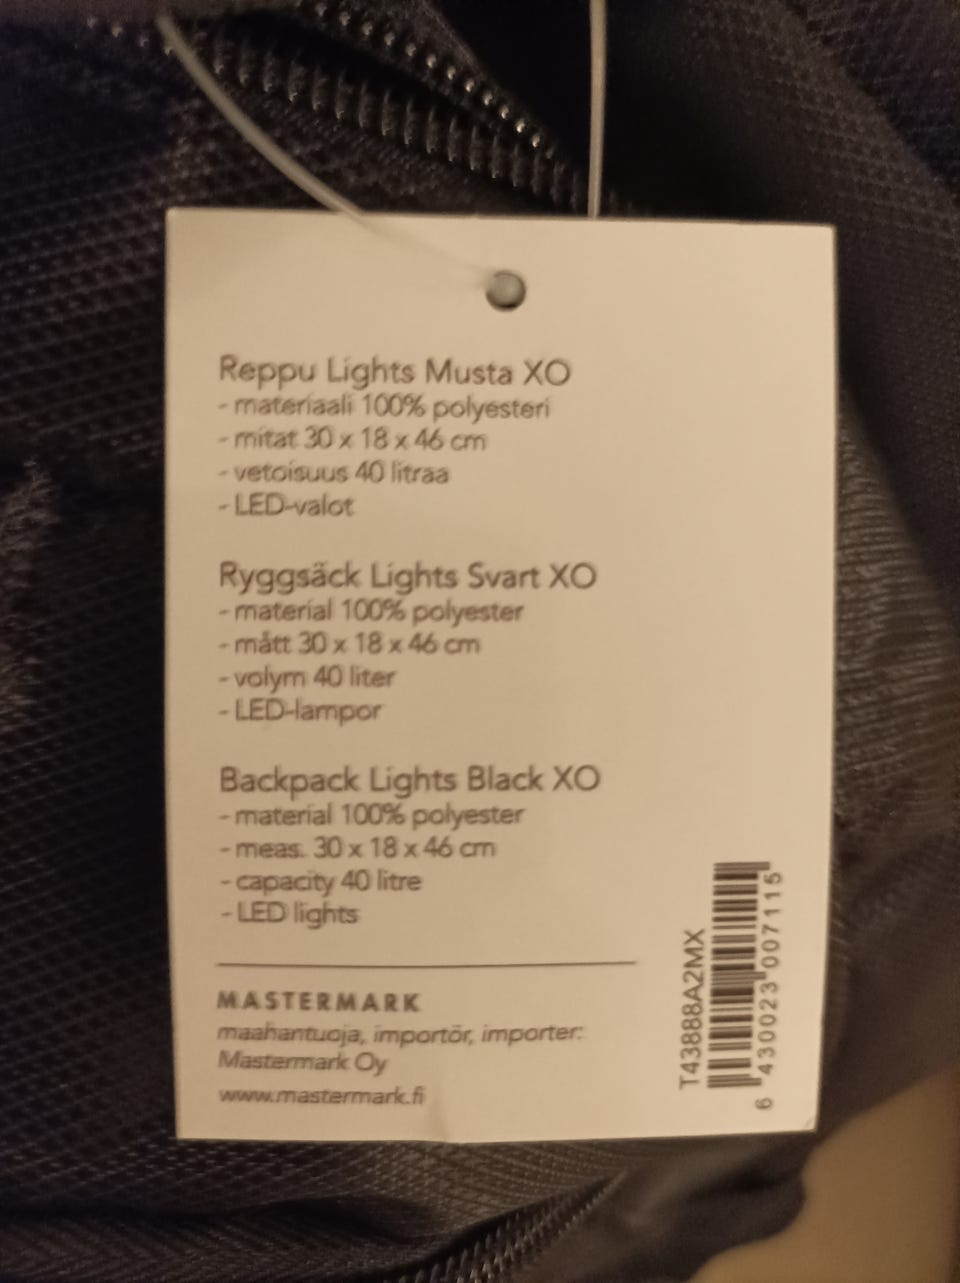 Reppu Lights Musta XO
- materiaali 100% polyesteri
- mitat 30 x 18 x 46 cm
- vetoisuus 40 litraa
- LED-valot
Ryggsäck Lights Svart XO
- material 100% polyester
- mått 30 x 18 x 46 cm
- volym 40 liter
- LED-lampor
Backpack Lights Black XO
- material 100% polyester
- meas. 30 x 18 x 46 cm
- capacity 40 litre
- LED lights
MASTERMARK
maahantuoja, importör, importer:
Mastermark Oy
www.mastermark.fi
T43888A2MX
6 430023 007115